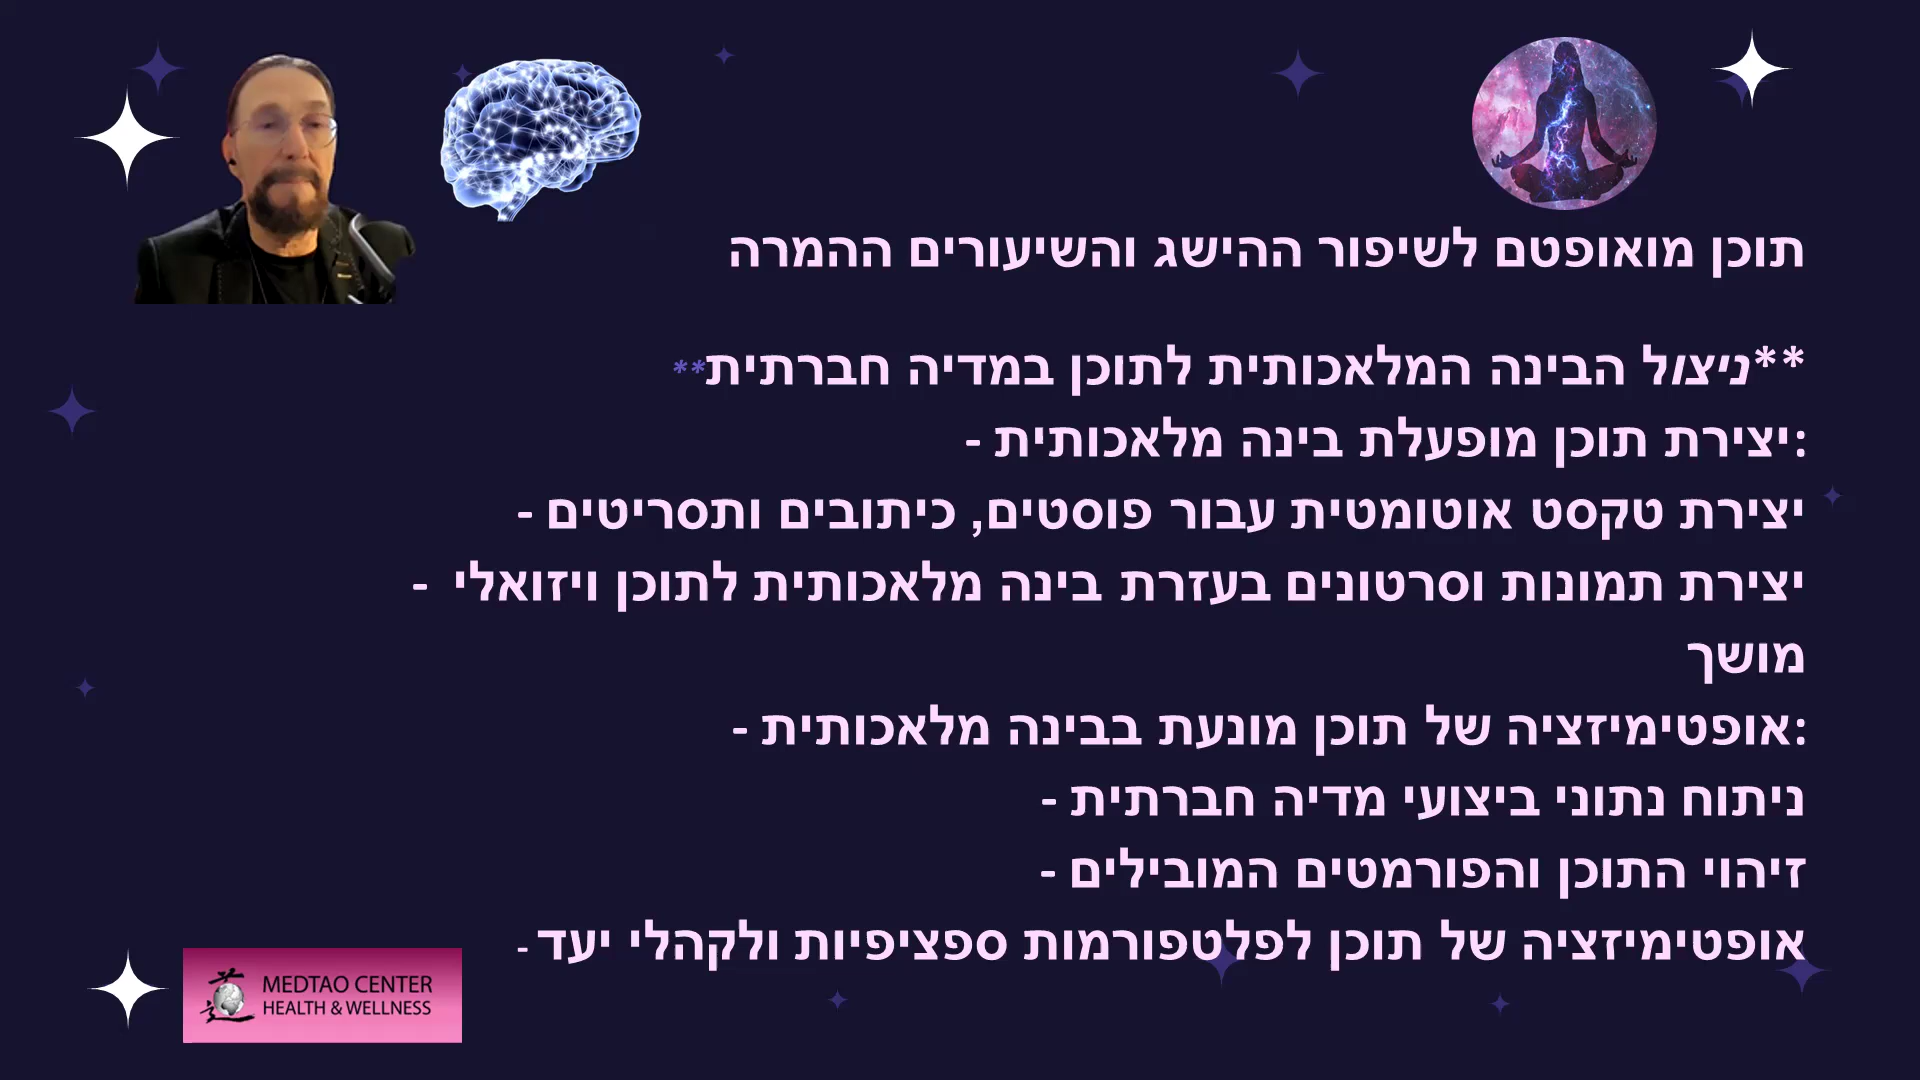 תוכן מואופטם לשיפור ההישג והשיעורים ההמרה
**ניצול הבינה המלאכותית לתוכן במדיה חברתית**
:יצירת תוכן מופעלת בינה מלאכותית -
יצירת טקסט אוטומטית עבור פוסטים, כיתובים ותסריטים -
יצירת תמונות וסרטונים בעזרת בינה מלאכותית לתוכן ויזואלי -
מושך
:אופטימיזציה של תוכן מונעת בבינה מלאכותית -
ניתוח נתוני ביצועי מדיה חברתית -
זיהוי התוכן והפורמטים המובילים -
אופטימיזציה של תוכן לפלטפורמות ספציפיות ולקהלי יעד -
MEDTAO CENTER
HEALTH & WELLNESS